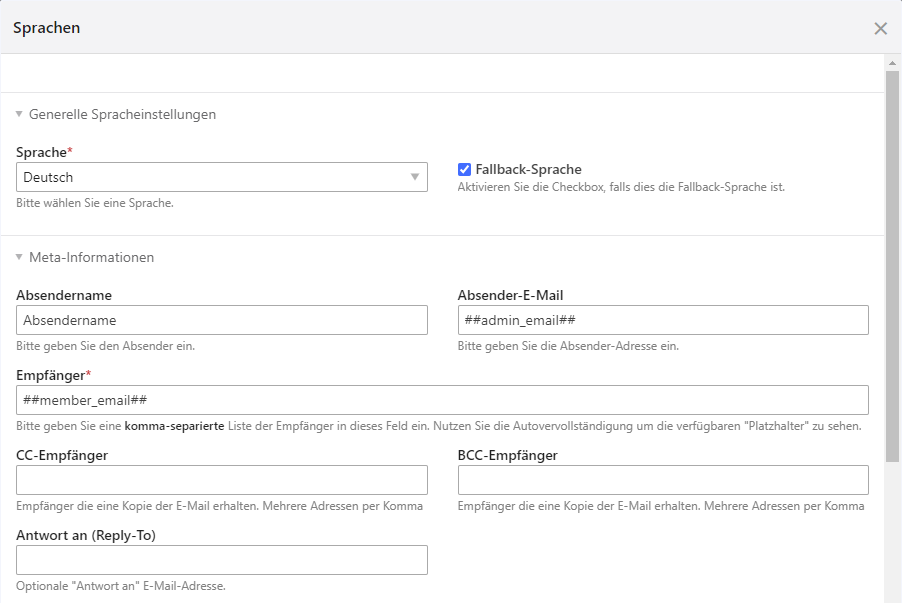 Sprachen
Generelle Spracheinstellungen
Sprache*
Deutsch
Bitte wählen Sie eine Sprache.
Fallback-Sprache
Aktivieren Sie die Checkbox, falls dies die Fallback-Sprache ist.
Meta-Informationen
Absendername
Absendername
Bitte geben Sie den Absender ein.
Absender-E-Mail
##admin_email##
Bitte geben Sie die Absender-Adresse ein.
Empfänger*
##member_email##
Bitte geben Sie eine komma-separierte Liste der Empfänger in dieses Feld ein. Nutzen Sie die Autovervollständigung um die verfügbaren "Platzhalter" zu sehen.
CC-Empfänger
Empfänger die eine Kopie der E-Mail erhalten. Mehrere Adressen per Komma
BCC-Empfänger
Empfänger die eine Kopie der E-Mail erhalten. Mehrere Adressen per Komma
Antwort an (Reply-To)
Optionale "Antwort an" E-Mail-Adresse.